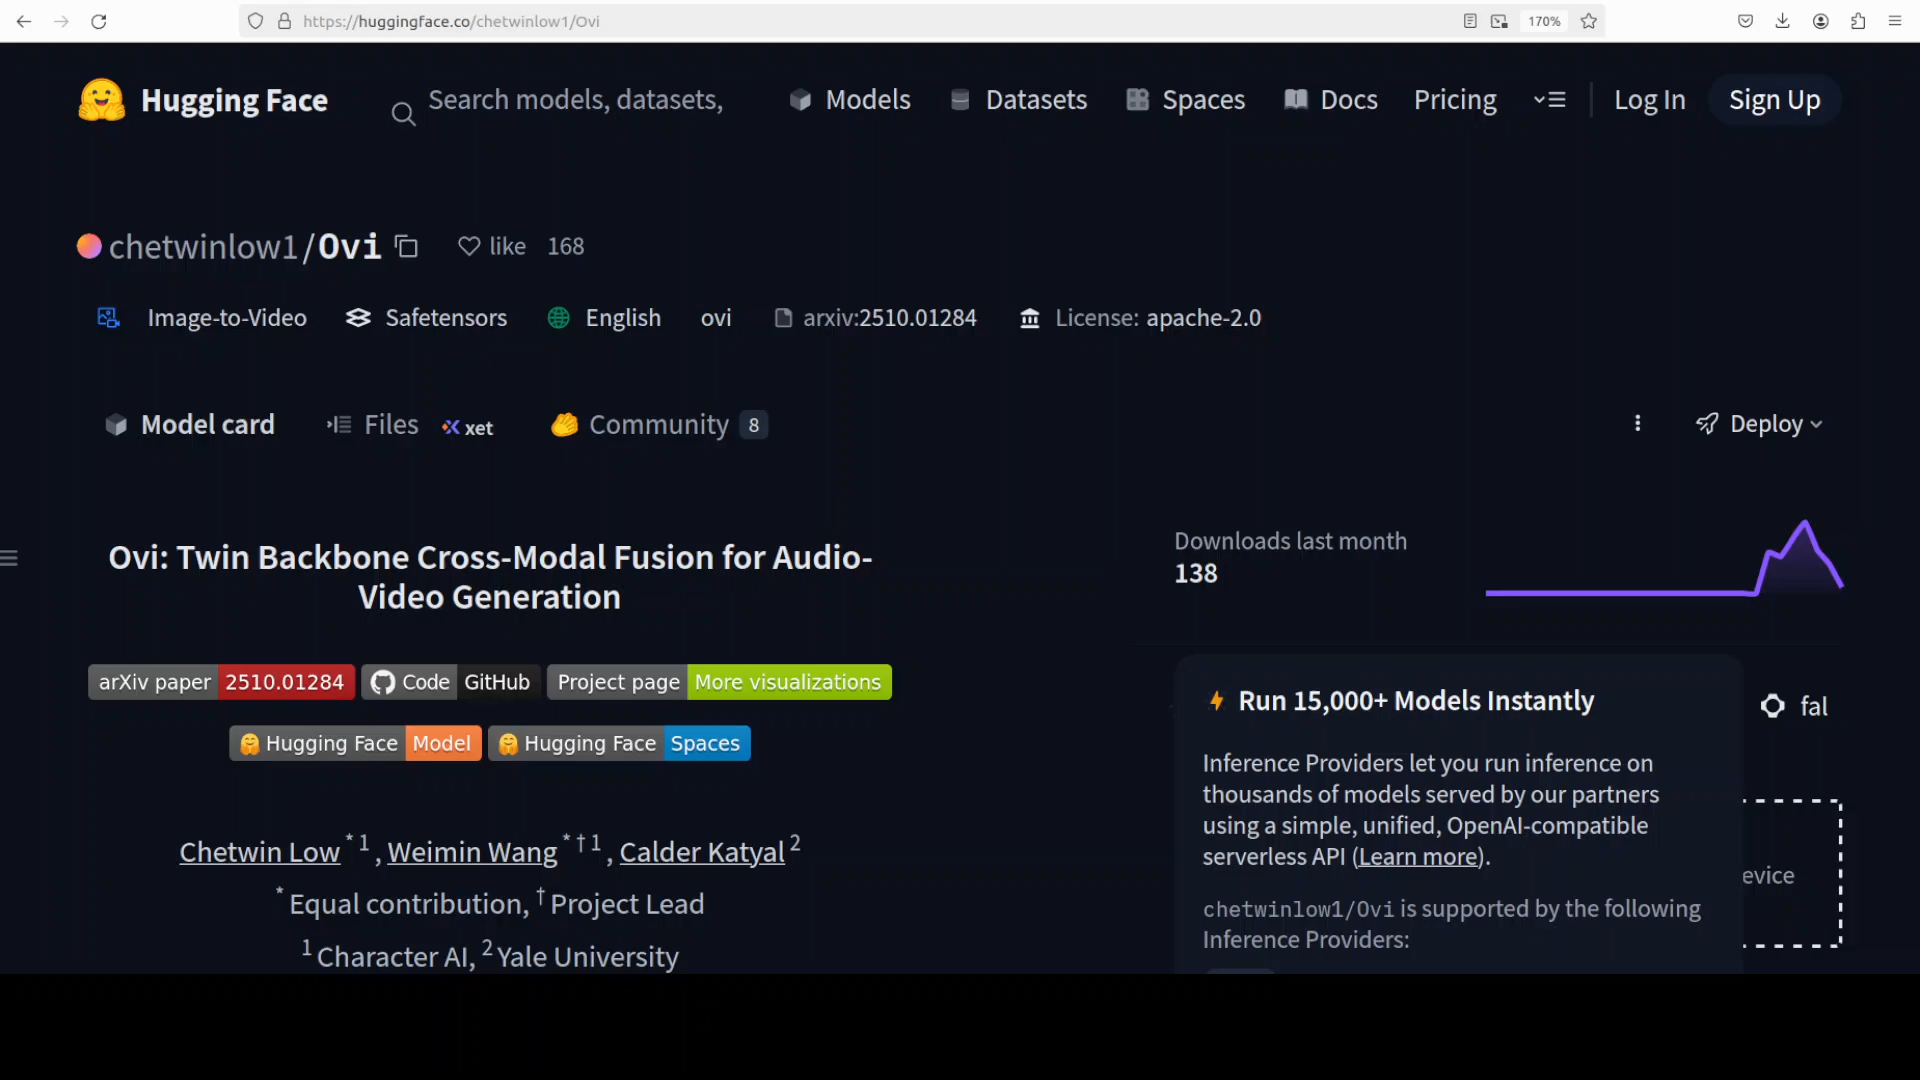 https://huggingface.co/chetwinlow1/Ovi
170%
Hugging Face
Search models, datasets,
Models
Datasets
Spaces
Docs
Pricing
Log In
Sign Up
chetwinlow1/Ovi
like 168
Image-to-Video
Safetensors
English
ovi
arxiv:2510.01284
License: apache-2.0
Model card
Files
xet
Community 8
Deploy
Ovi: Twin Backbone Cross-Modal Fusion for Audio-
Video Generation
arXiv paper 2510.01284
Code GitHub
Project page More visualizations
Hugging Face Model
Hugging Face Spaces
Chetwin Low * 1 , Weimin Wang * † 1 , Calder Katyal 2
* Equal contribution, † Project Lead
1 Character AI, 2 Yale University
Downloads last month
138
Run 15,000+ Models Instantly
fal
Inference Providers let you run inference on
thousands of models served by our partners
using a simple, unified, OpenAI-compatible
serverless API (Learn more).
evice
chetwinlow1/Ovi is supported by the following
Inference Providers: